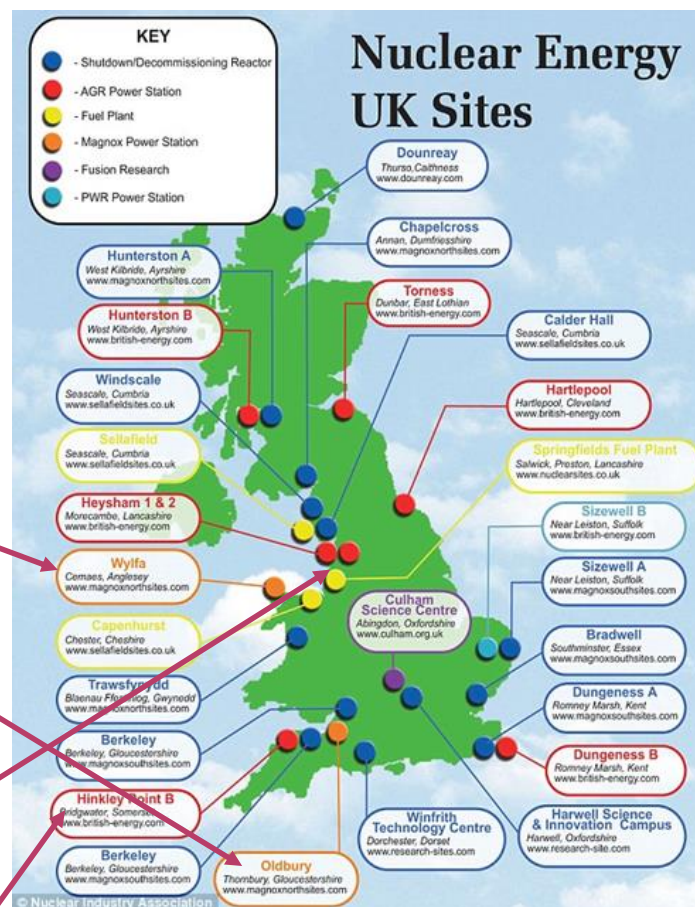 KEY
- Shutdown/Decommissioning Reactor
- AGR Power Station
- Fuel Plant
- Magnox Power Station
- Fusion Research
- PWR Power Station
Nuclear Energy
UK Sites
Dounreay
Thurso,Caithness
www.dounreay.com
Chapelcross
Annan, Dumfriesshire
www.magnoxnorthsites.com
Hunterston A
West Kilbride, Ayrshire
www.magnoxnorthsites.com
Torness
Dunbar, East Lothian
www.british-energy.com
Hunterston B
West Kilbride, Ayrshire
www.british-energy.com
Calder Hall
Seascale, Cumbria
www.sellafieldsites.co.uk
Windscale
Seascale, Cumbria
www.sellafieldsites.co.uk
Hartlepool
Hartlepool, Cleveland
www.british-energy.com
Sellafield
Seascale, Cumbria
www.sellafieldsites.co.uk
Springfields Fuel Plant
Salwick, Preston, Lancashire
www.nuclearsites.co.uk
Heysham 1 & 2
Morecambe, Lancashire
www.british-energy.com
Sizewell B
Near Leiston, Suffolk
www.british-energy.com
Wylfa
Cemaes, Anglesey
www.magnoxnorthsites.com
Sizewell A
Near Leiston, Suffolk
www.magnoxsouthsites.com
Culham
Science Centre
Abingdon, Oxfordshire
www.culham.org.uk
Capenhurst
Chester, Cheshire
www.sellafieldsites.co.uk
Bradwell
Southminster, Essex
www.magnoxsouthsites.com
Trawsfynydd
Blaenau Ffestiniog, Gwynedd
www.magnoxnorthsites.com
Dungeness A
Romney Marsh, Kent
www.magnoxsouthsites.com
Berkeley
Berkeley, Gloucestershire
www.magnoxsouthsites.com
Dungeness B
Romney Marsh, Kent
www.british-energy.com
Hinkley Point B
Bridgwater, Somerset
www.british-energy.com
Winfrith
Technology Centre
Dorchester, Dorset
www.research-sites.com
Harwell Science
& Innovation Campus
Harwell, Oxfordshire
www.research-site.com
Berkeley
Berkeley, Gloucestershire
www.magnoxsouthsites.com
Oldbury
Thornbury, Gloucestershire
www.magnoxnorthsites.com
© Nuclear Industry Association